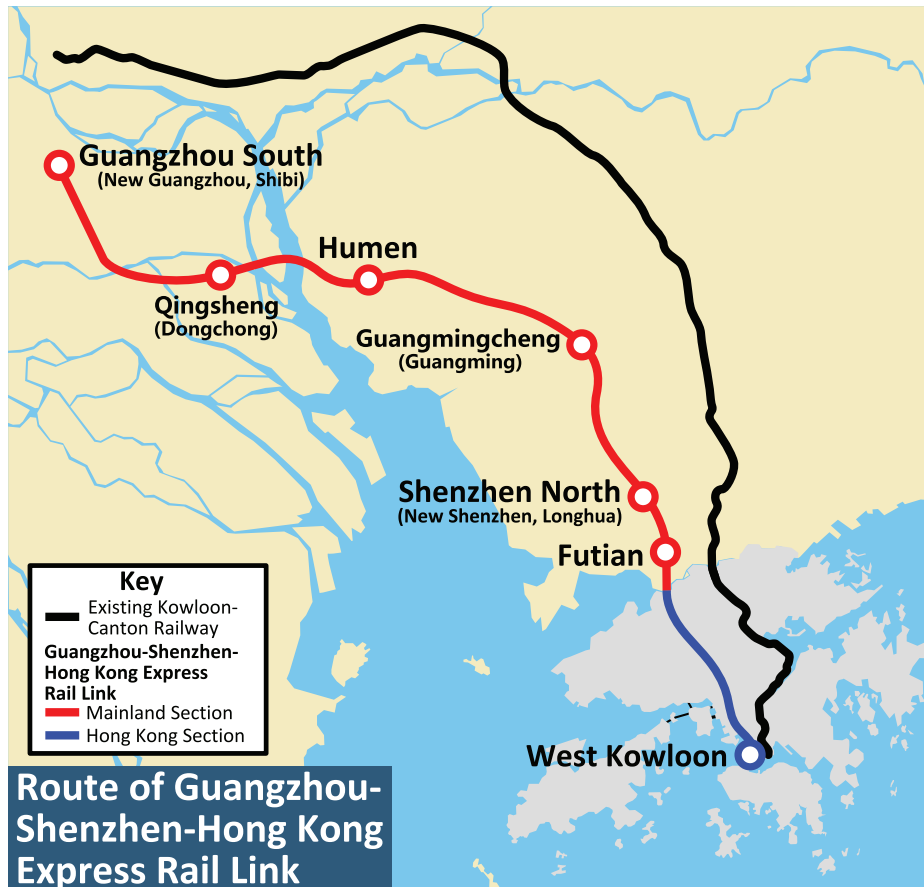 Guangzhou South
(New Guangzhou, Shibi)
Humen
Qingsheng
(Dongchong)
Guangmingcheng
(Guangming)
Shenzhen North
(New Shenzhen, Longhua)
Futian
West Kowloon
Key
Existing Kowloon-
Canton Railway
Guangzhou-Shenzhen-
Hong Kong Express
Rail Link
Mainland Section
Hong Kong Section
Route of Guangzhou-
Shenzhen-Hong Kong
Express Rail Link